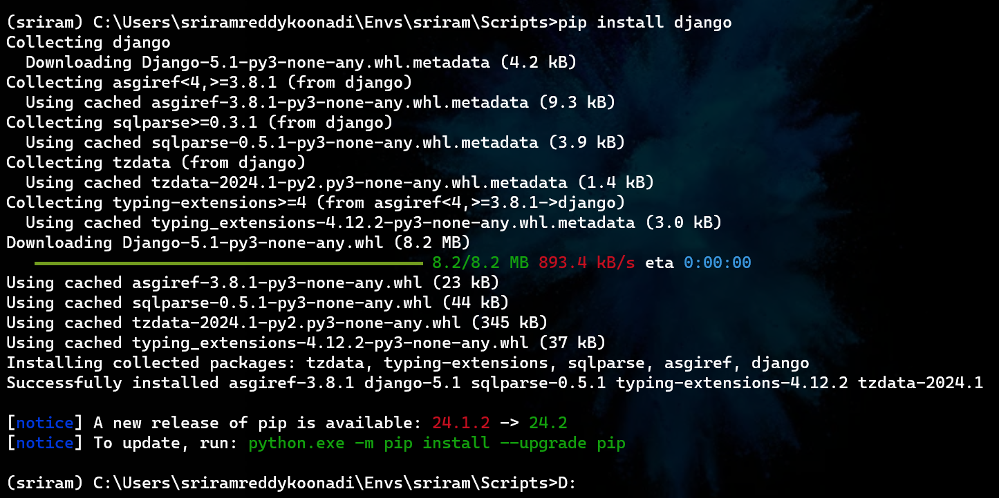 (sriram) C:\Users\sriramreddykoonadi\Envs\sriram\Scripts>pip install django
Collecting django
  Downloading Django-5.1-py3-none-any.whl.metadata (4.2 kB)
Collecting asgiref<4,>=3.8.1 (from django)
  Using cached asgiref-3.8.1-py3-none-any.whl.metadata (9.3 kB)
Collecting sqlparse>=0.3.1 (from django)
  Using cached sqlparse-0.5.1-py3-none-any.whl.metadata (3.9 kB)
Collecting tzdata (from django)
  Using cached tzdata-2024.1-py2.py3-none-any.whl.metadata (1.4 kB)
Collecting typing-extensions>=4 (from asgiref<4,>=3.8.1->django)
  Using cached typing_extensions-4.12.2-py3-none-any.whl.metadata (3.0 kB)
Downloading Django-5.1-py3-none-any.whl (8.2 MB)
8.2/8.2 MB 893.4 kB/s eta 0:00:00
Using cached asgiref-3.8.1-py3-none-any.whl (23 kB)
Using cached sqlparse-0.5.1-py3-none-any.whl (44 kB)
Using cached tzdata-2024.1-py2.py3-none-any.whl (345 kB)
Using cached typing_extensions-4.12.2-py3-none-any.whl (37 kB)
Installing collected packages: tzdata, typing-extensions, sqlparse, asgiref, django
Successfully installed asgiref-3.8.1 django-5.1 sqlparse-0.5.1 typing-extensions-4.12.2 tzdata-2024.1
[notice] A new release of pip is available: 24.1.2 -> 24.2
[notice] To update, run: python.exe -m pip install --upgrade pip
(sriram) C:\Users\sriramreddykoonadi\Envs\sriram\Scripts>D: